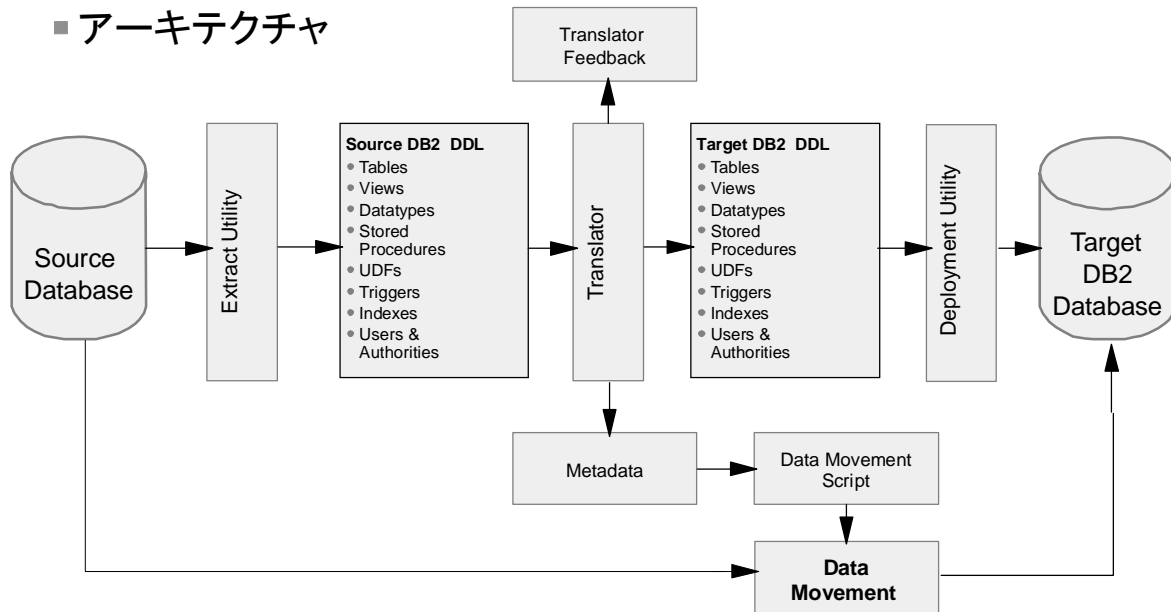 アーキテクチャ
Translator
Feedback
Source
Database
Extract Utility
Source DB2 DDL
Tables
Views
Datatypes
Stored
Procedures
UDFs
Triggers
Indexes
Users &
Authorities
Translator
Target DB2 DDL
Tables
Views
Datatypes
Stored
Procedures
UDFs
Triggers
Indexes
Users &
Authorities
Deployment Utility
Target
DB2
Database
Metadata
Data Movement
Script
Data
Movement